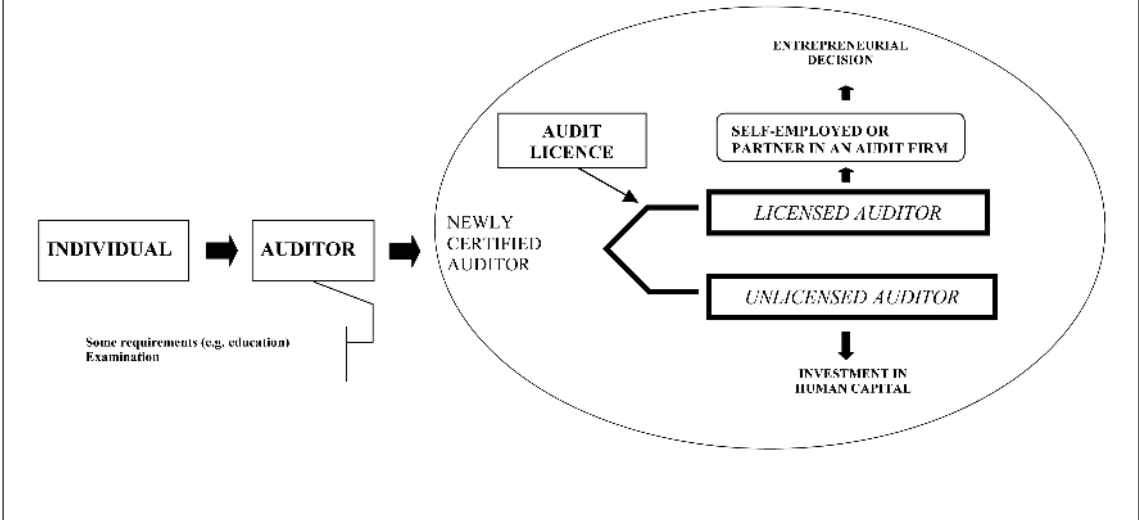 ENTREPRENEURIAL
DECISION
AUDIT
LICENCE
SELF-EMPLOYED OR
PARTNER IN AN AUDIT FIRM
LICENSED AUDITOR
NEWLY
CERTIFIED
AUDITOR
INDIVIDUAL
AUDITOR
UNLICENSED AUDITOR
Some requirements (e.g. education)
Examination
INVESTMENT IN
HUMAN CAPITAL